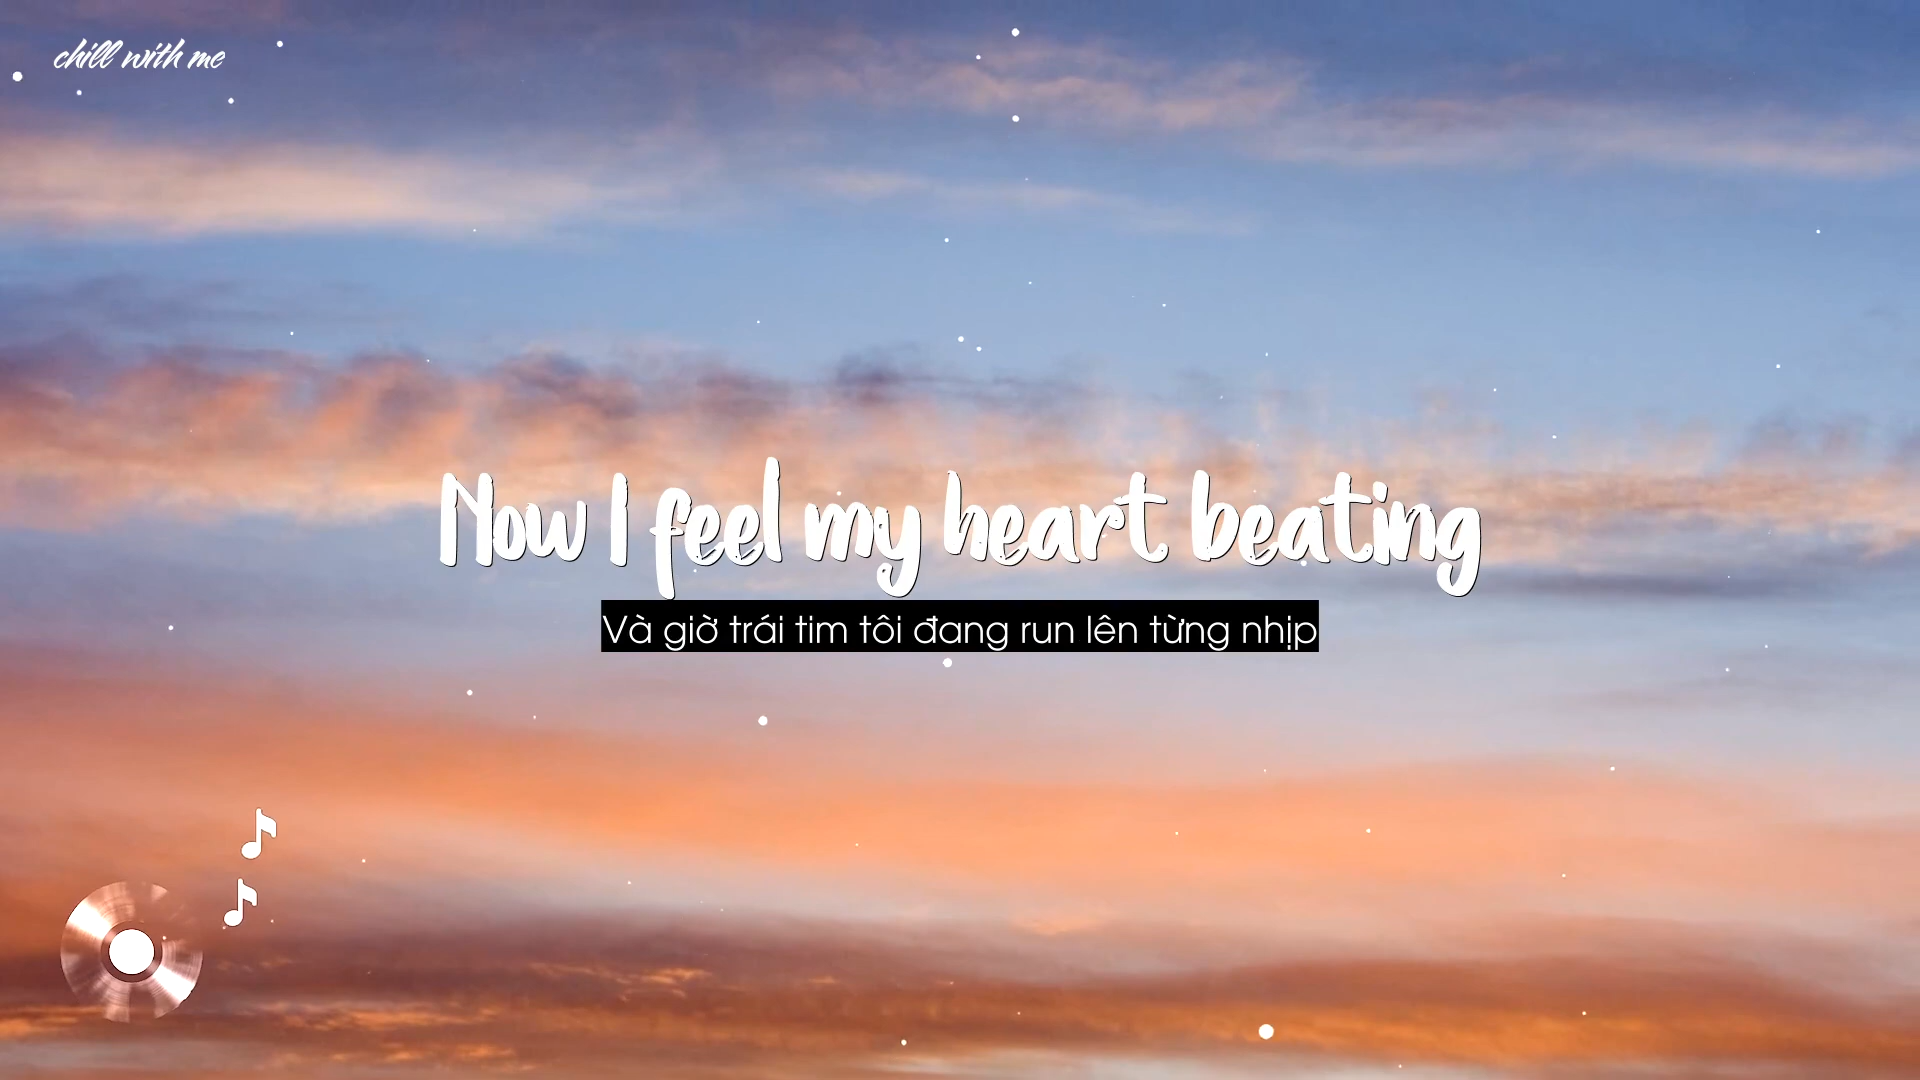 chill with me
Now I feel my heart beating
Và giờ trái tim tôi đang run lên từng nhịp